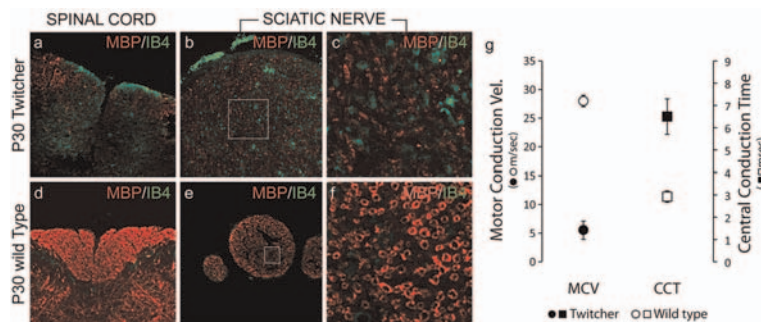 SPINAL CORD
SCIATIC NERVE
P30 Twitcher
a MBP/IB4
b MBP/IB4
c MBP/IB4
P30 wild Type
d MBP/IB4
e MBP/IB4
f MBP/IB4
g
Motor Conduction Vel.
(●○m/sec)
35
30
25
20
15
10
5
0
9
8
7
6
5
4
3
2
1
0
Central Conduction Time
MCV CCT
●■Twitcher ○□Wild type